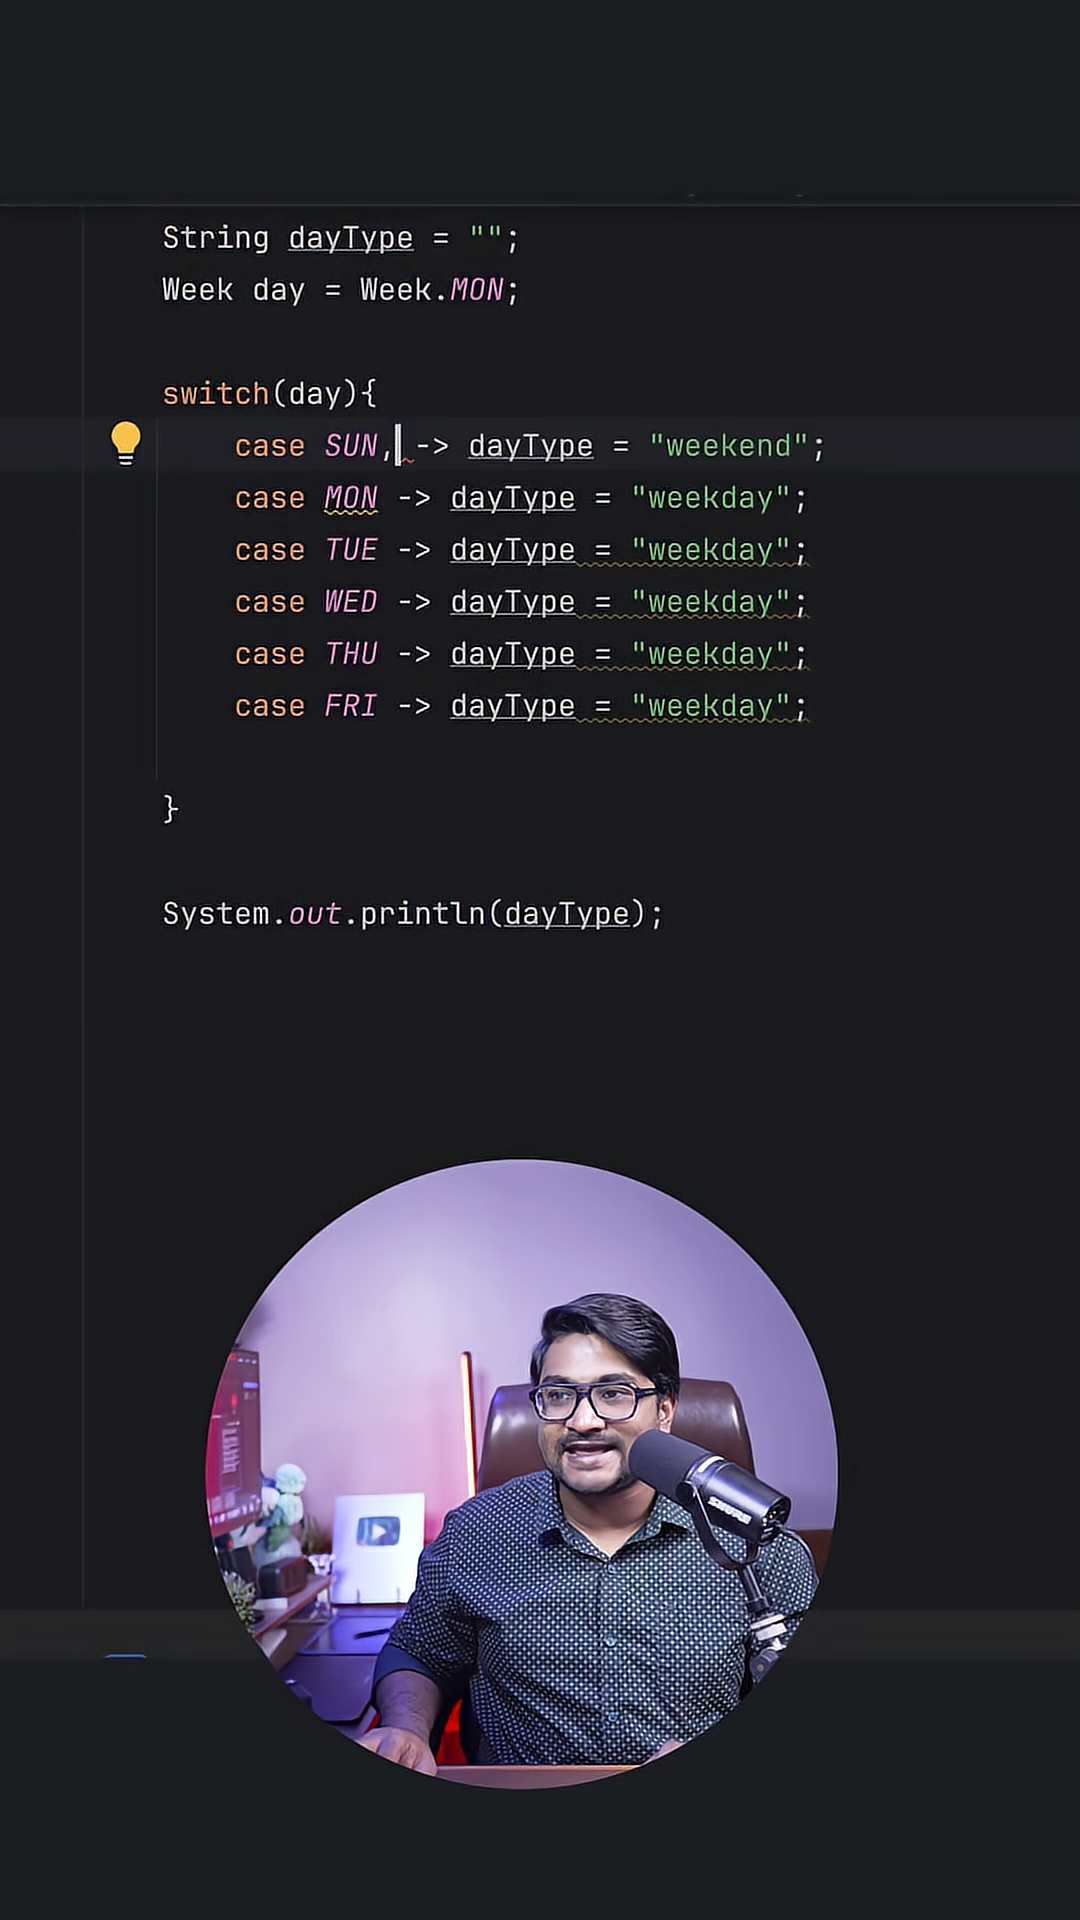 String dayType = "";
Week day = Week.MON;
switch(day){
case SUN, -> dayType = "weekend";
case MON -> dayType = "weekday";
case TUE -> dayType = "weekday";
case WED -> dayType = "weekday";
case THU -> dayType = "weekday";
case FRI -> dayType = "weekday";
}
System.out.println(dayType);
SHURE